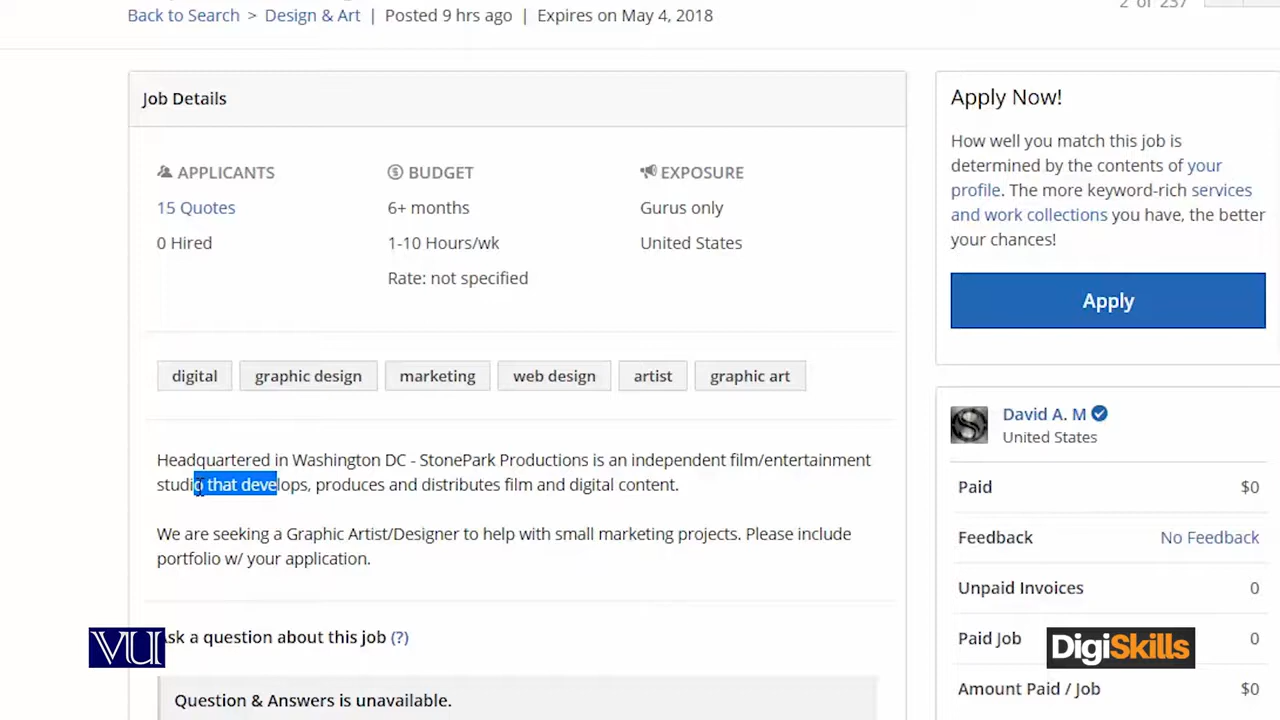 Back to Search > Design & Art | Posted 9 hrs ago | Expires on May 4, 2018
2 of 237
Job Details
APPLICANTS
15 Quotes
0 Hired
BUDGET
6+ months
1-10 Hours/wk
Rate: not specified
EXPOSURE
Gurus only
United States
digital
graphic design
marketing
web design
artist
graphic art
Headquartered in Washington DC - StonePark Productions is an independent film/entertainment
studio that develops, produces and distributes film and digital content.
We are seeking a Graphic Artist/Designer to help with small marketing projects. Please include
portfolio w/ your application.
Ask a question about this job (?)
Question & Answers is unavailable.
Apply Now!
How well you match this job is
determined by the contents of your
profile. The more keyword-rich services
and work collections you have, the better
your chances!
Apply
David A. M
United States
Paid $0
Feedback No Feedback
Unpaid Invoices 0
Paid Job 0
Amount Paid / Job $0
VU
DigiSkills